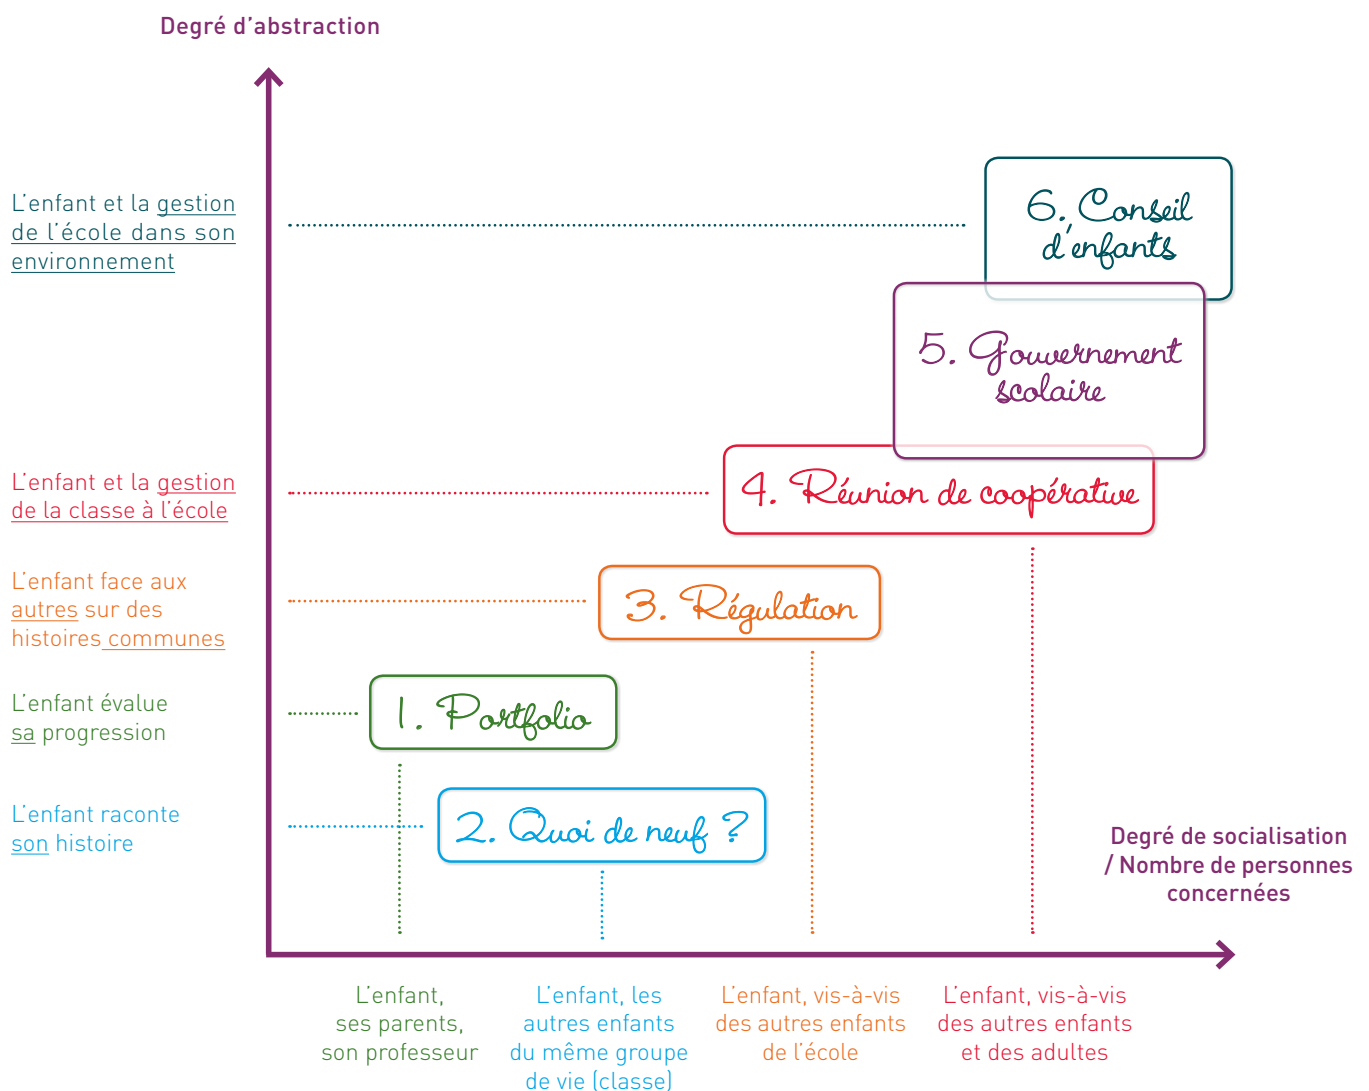 Degré d'abstraction
L'enfant et la gestion
de l'école dans son
environnement
6. Conseil
d'enfants
5. Gouvernement
scolaire
L'enfant et la gestion
de la classe à l'école
4. Réunion de coopérative
L'enfant face aux
autres sur des
histoires communes
3. Régulation
L'enfant évalue
sa progression
1. Portfolio
L'enfant raconte
son histoire
2. Quoi de neuf ?
Degré de socialisation
/ Nombre de personnes
concernées
L'enfant,
ses parents,
son professeur
L'enfant, les
autres enfants
du même groupe
de vie (classe)
L'enfant, vis-à-vis
des autres enfants
de l'école
L'enfant, vis-à-vis
des autres enfants
et des adultes